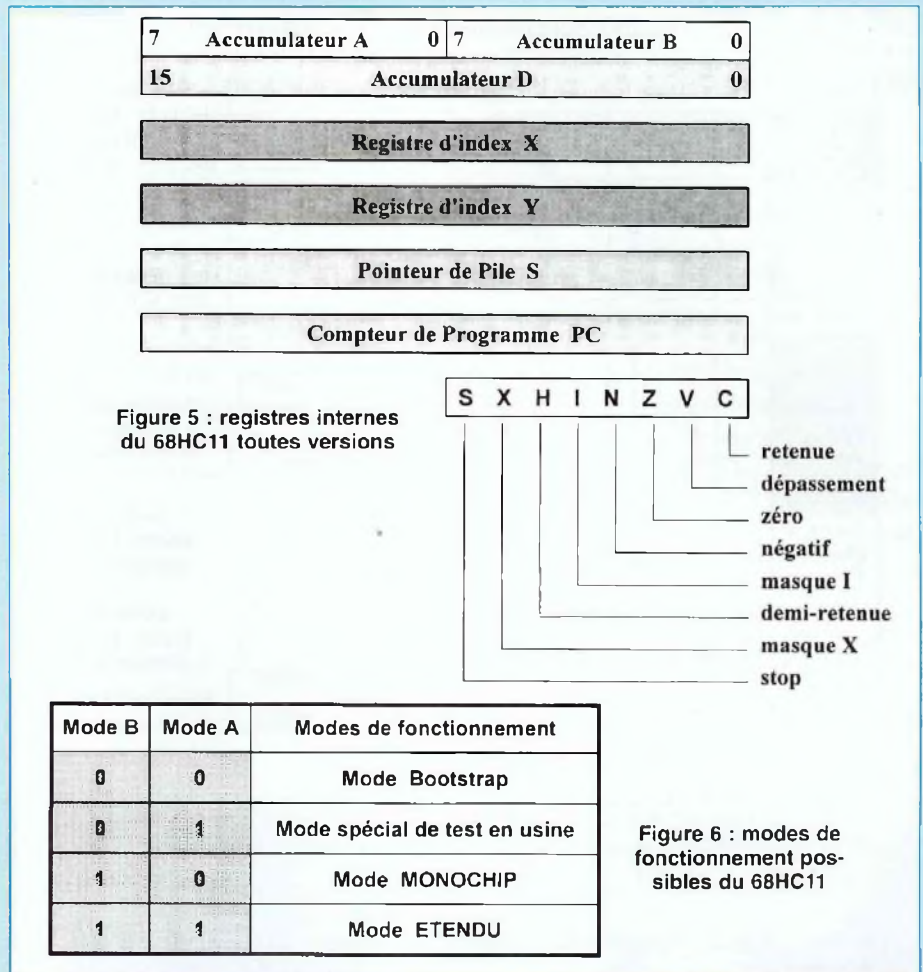 7 Accumulateur A 0 7 Accumulateur B 0
15 Accumulateur D 0
Registre d'index X
Registre d'index Y
Pointeur de Pile S
Compteur de Programme PC
S X H I N Z V C
Figure 5 : registres internes
du 68HC11 toutes versions
retenue
dépassement
zéro
négatif
masque I
demi-retenue
masque X
stop
Mode B Mode A Modes de fonctionnement
0 0 Mode Bootstrap
0 1 Mode spécial de test en usine
1 0 Mode MONOCHIP
1 1 Mode ETENDU
Figure 6 : modes de
fonctionnement pos-
sibles du 68HC11